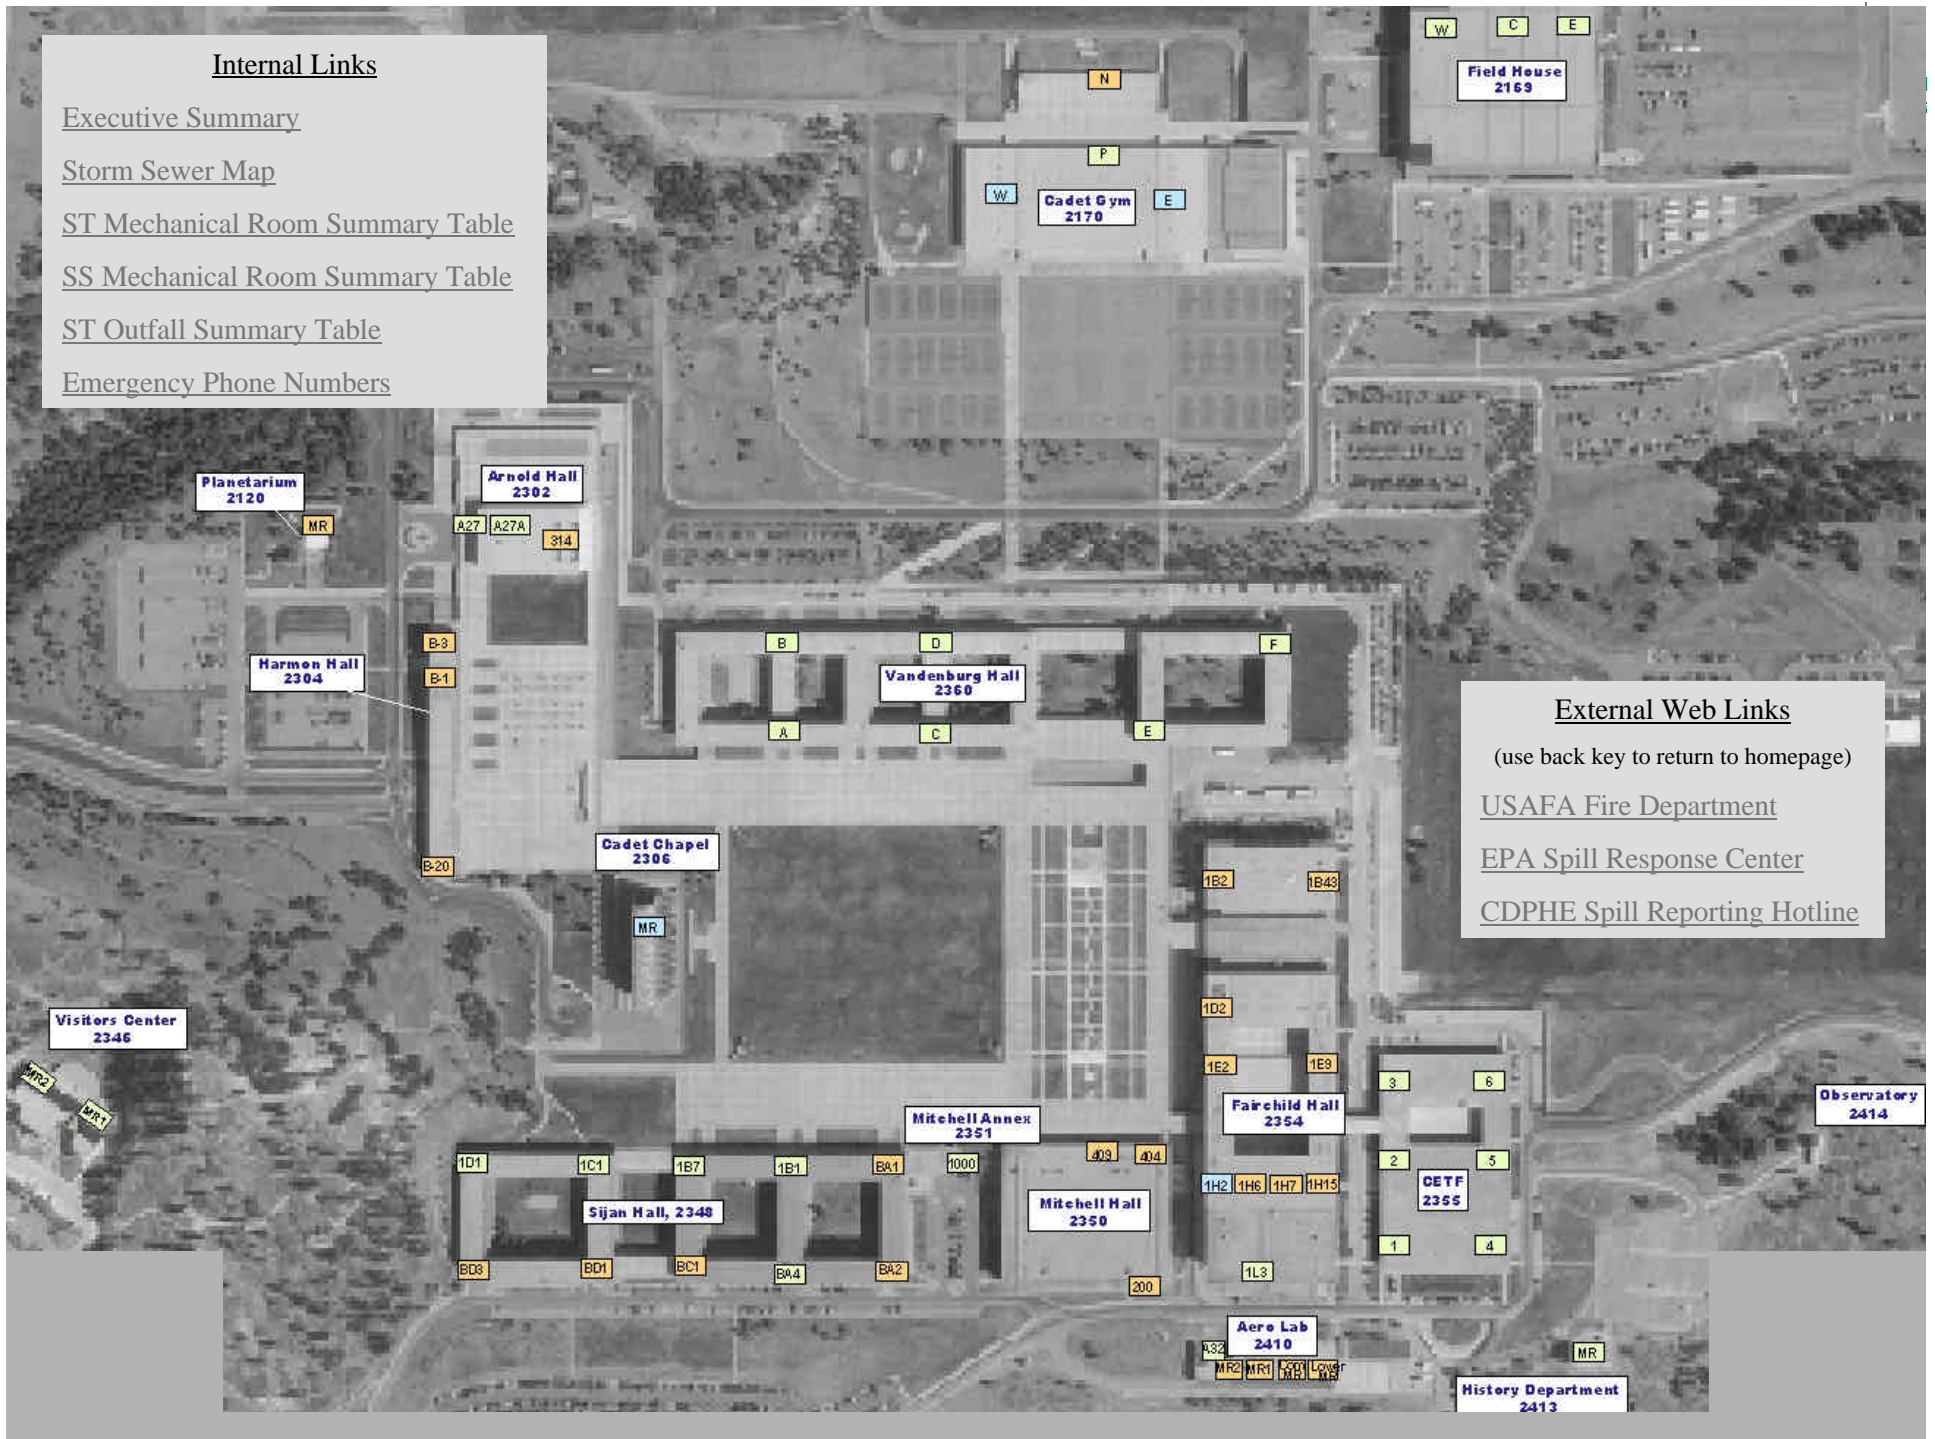 Internal Links
Executive Summary
Storm Sewer Map
ST Mechanical Room Summary Table
SS Mechanical Room Summary Table
ST Outfall Summary Table
Emergency Phone Numbers
W C E
Field House
2169
N
P
W
Cadet Gym
2170
E
Planetarium
2120
MR
Arnold Hall
2302
A27 A27A
314
B-3
Harmon Hall
2304
B-1
B-20
B D F
Vandenburg Hall
2360
A C E
External Web Links
(use back key to return to homepage)
USAFA Fire Department
EPA Spill Response Center
CDPHE Spill Reporting Hotline
Cadet Chapel
2306
MR
1B2 1B43
1D2
1E2 1E9
Fairchild Hall
2354
1H2 1H6 1H7 1H15
1L3
Visitors Center
2346
MR2
MR1
3 6
2 5
CETF
2355
1 4
Observatory
2414
Mitchell Annex
2351
1D1 1C1 1B7 1B1 BA1 1000
409 404
Sijan Hall, 2348
Mitchell Hall
2350
BD3 BD1 BC1 BA4 BA2
200
Aero Lab
2410
A32
MR2 MR1 Com MR Lower MR
MR
History Department
2413